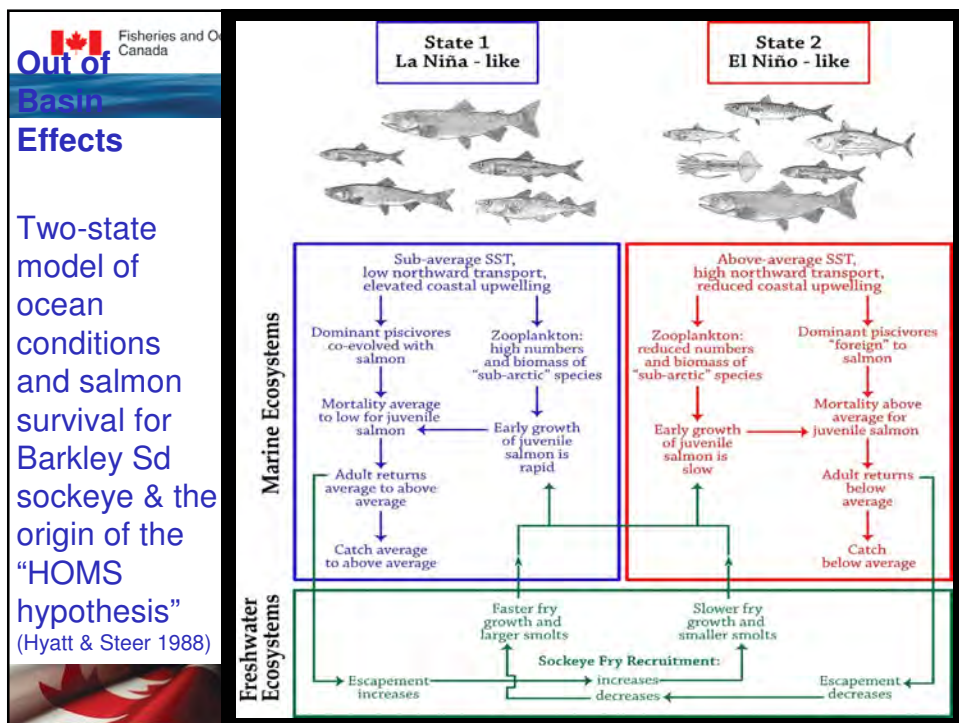 Fisheries and Oc
Canada
Out of
Basin
Effects
Two-state
model of
ocean
conditions
and salmon
survival for
Barkley Sd
sockeye & the
origin of the
“HOMS
hypothesis”
(Hyatt & Steer 1988)
State 1
La Niña - like
State 2
El Niño - like
Marine Ecosystems
Sub-average SST,
low northward transport,
elevated coastal upwelling
Dominant piscivores
co-evolved with
salmon
Zooplankton:
high numbers
and biomass of
“sub-arctic” species
Mortality average
to low for juvenile
salmon
Early growth
of juvenile
salmon is
rapid
Adult returns
average to above
average
Catch average
to above average
Above-average SST,
high northward transport,
reduced coastal upwelling
Zooplankton:
reduced numbers
and biomass of
“sub-arctic” species
Dominant piscivores
“foreign” to
salmon
Early growth
of juvenile
salmon is
slow
Mortality above
average for
juvenile salmon
Adult returns
below
average
Catch
below average
Freshwater
Ecosystems
Faster fry
growth and
larger smolts
Slower fry
growth and
smaller smolts
Sockeye Fry Recruitment:
Escapement
increases
increases
decreases
Escapement
decreases